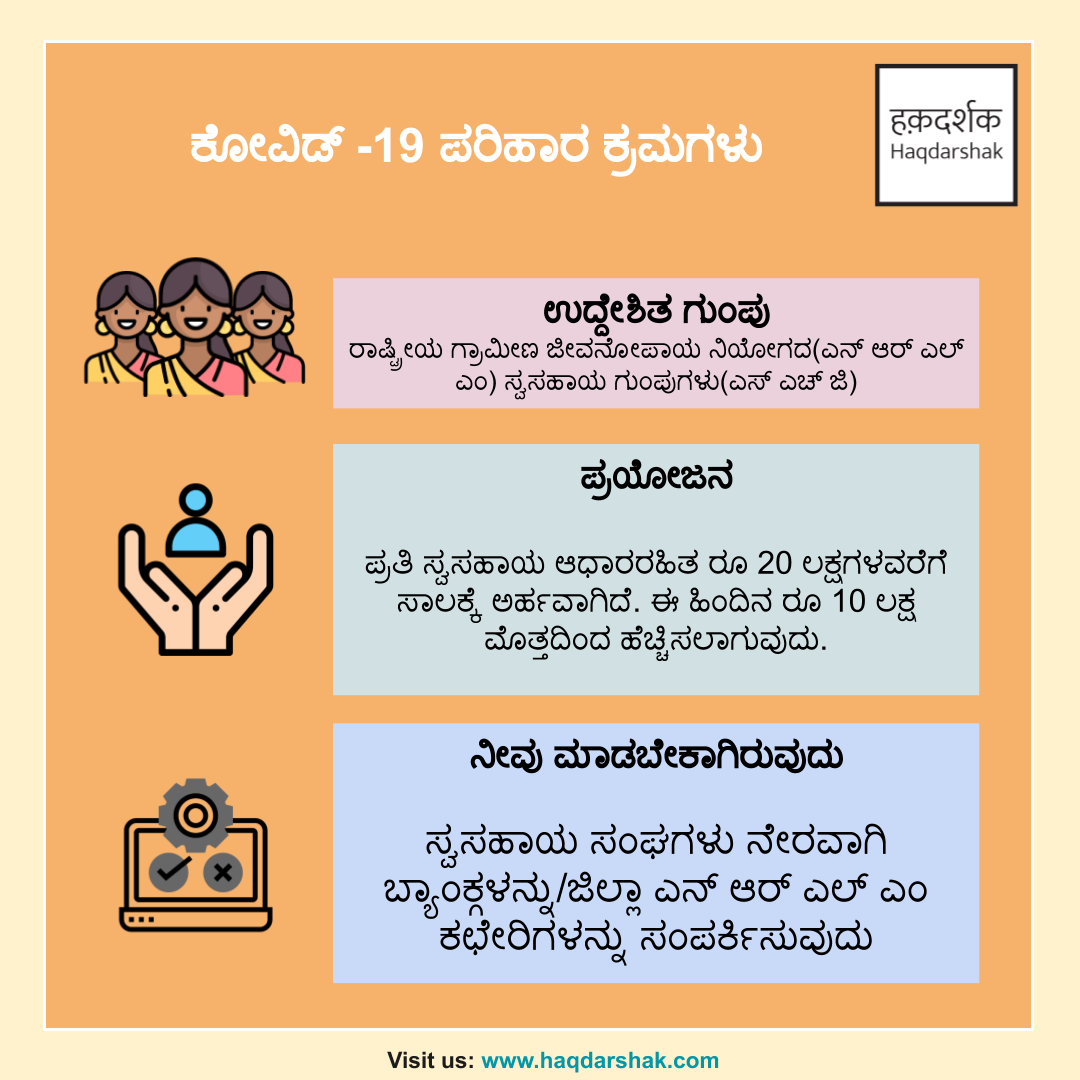 हक़दर्शक
Haqdarshak
ಕೋವಿಡ್ -19 ಪರಿಹಾರ ಕ್ರಮಗಳು
ಉದ್ದೇಶಿತ ಗುಂಪು
ರಾಷ್ಟ್ರೀಯ ಗ್ರಾಮೀಣ ಜೀವನೋಪಾಯ ನಿಯೋಗದ(ಎನ್ ಆರ್ ಎಲ್
ಎಂ) ಸ್ವಸಹಾಯ ಗುಂಪುಗಳು(ಎಸ್ ಎಚ್ ಜಿ)
ಪ್ರಯೋಜನ
ಪ್ರತಿ ಸ್ವಸಹಾಯ ಆಧಾರರಹಿತ ರೂ 20 ಲಕ್ಷಗಳವರೆಗೆ
ಸಾಲಕ್ಕೆ ಅರ್ಹವಾಗಿದೆ. ಈ ಹಿಂದಿನ ರೂ 10 ಲಕ್ಷ
ಮೊತ್ತದಿಂದ ಹೆಚ್ಚಿಸಲಾಗುವುದು.
ನೀವು ಮಾಡಬೇಕಾಗಿರುವುದು
ಸ್ವಸಹಾಯ ಸಂಘಗಳು ನೇರವಾಗಿ
ಬ್ಯಾಂಕ್ಗಳನ್ನು/ಜಿಲ್ಲಾ ಎನ್ ಆರ್ ಎಲ್ ಎಂ
ಕಛೇರಿಗಳನ್ನು ಸಂಪರ್ಕಿಸುವುದು
Visit us: www.haqdarshak.com